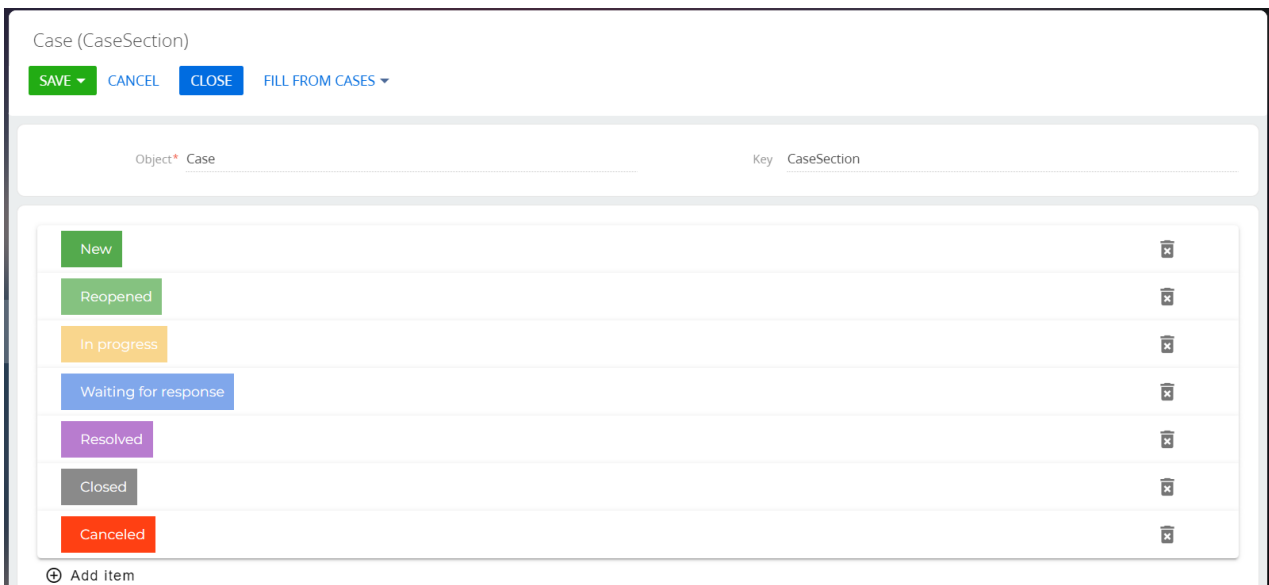 Case (CaseSection)
SAVE CANCEL CLOSE FILL FROM CASES
Object* Case Key CaseSection
New
Reopened
In progress
Waiting for response
Resolved
Closed
Canceled
Add item